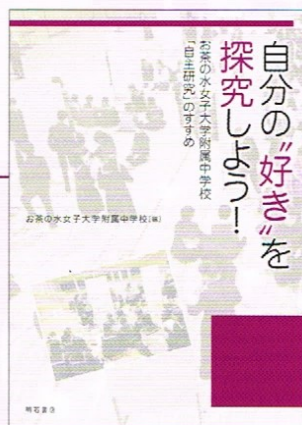 自分の“好き”を
探究しよう！
お茶の水女子大学附属中学校
「自主研究」のすすめ
お茶の水女子大学附属中学校［編］
明石書店